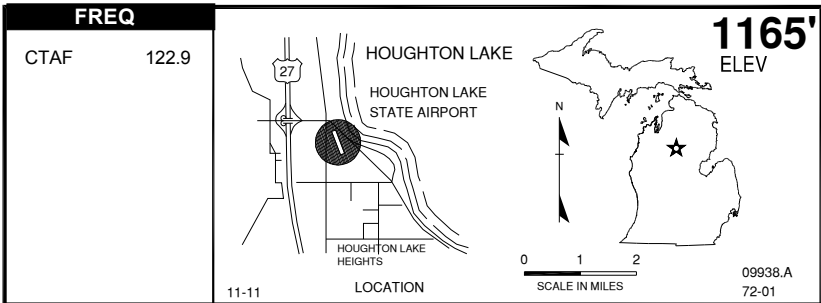 FREQ
CTAF 122.9
27
HOUGHTON LAKE
HOUGHTON LAKE
STATE AIRPORT
HOUGHTON LAKE
HEIGHTS
11-11
LOCATION
1165'
ELEV
N
0 1 2
SCALE IN MILES
09938.A
72-01